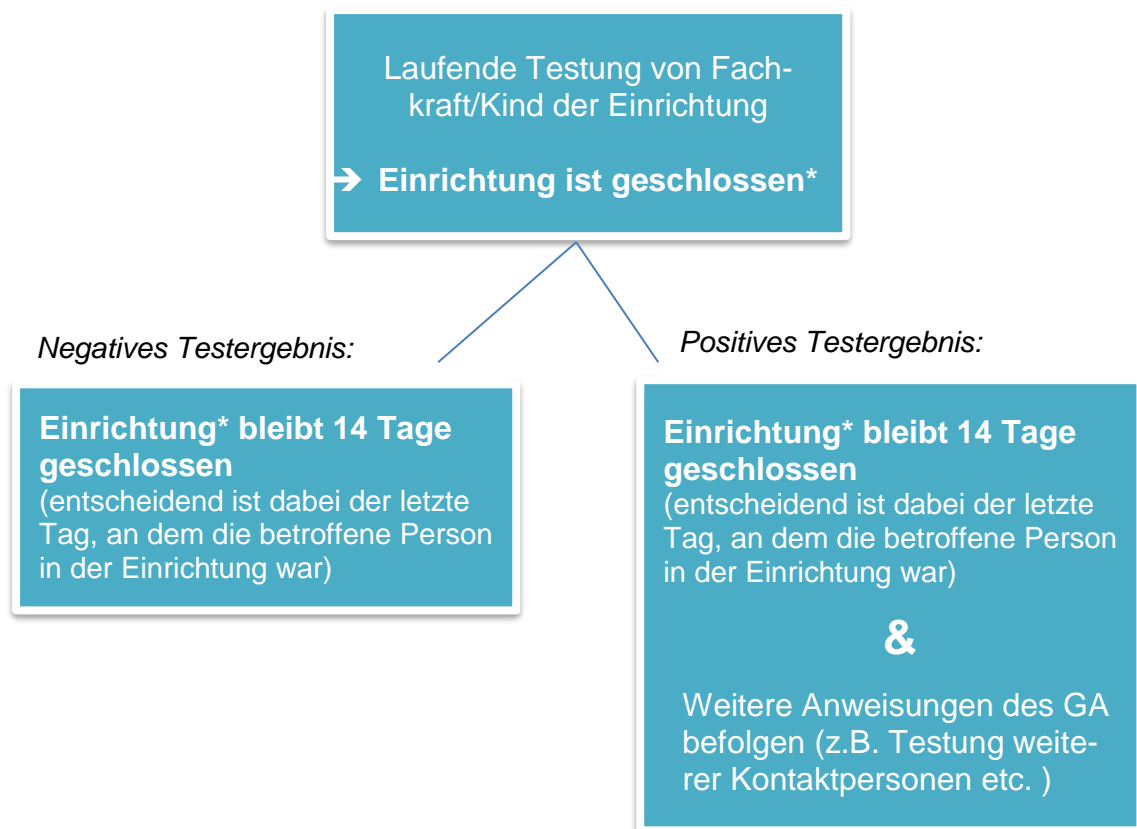 Laufende Testung von Fach-
kraft/Kind der Einrichtung
➔ Einrichtung ist geschlossen*
Negatives Testergebnis:
Einrichtung* bleibt 14 Tage
geschlossen
(entscheidend ist dabei der letzte
Tag, an dem die betroffene Person
in der Einrichtung war)
Positives Testergebnis:
Einrichtung* bleibt 14 Tage
geschlossen
(entscheidend ist dabei der letzte
Tag, an dem die betroffene Person
in der Einrichtung war)
&
Weitere Anweisungen des GA
befolgen (z.B. Testung weite-
rer Kontaktpersonen etc. )